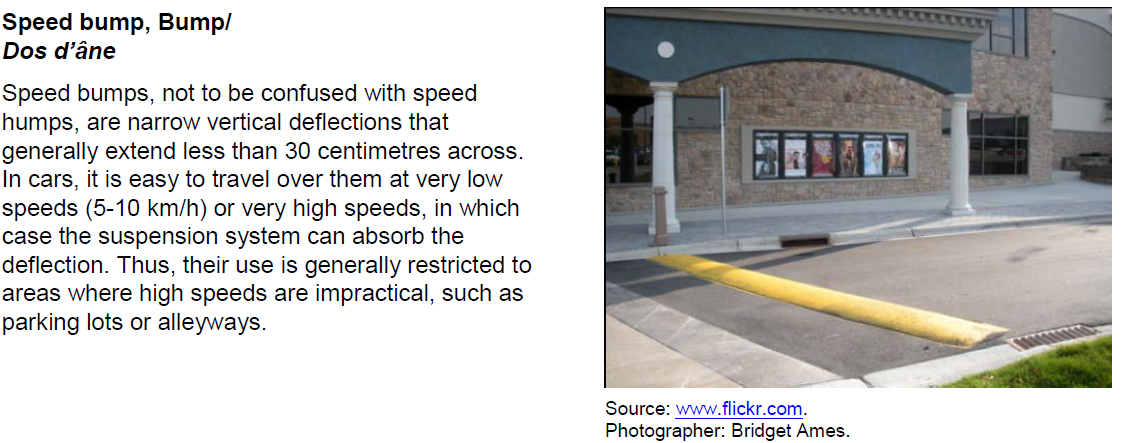 Speed bump, Bump/
Dos d’âne
Speed bumps, not to be confused with speed
humps, are narrow vertical deflections that
generally extend less than 30 centimetres across.
In cars, it is easy to travel over them at very low
speeds (5-10 km/h) or very high speeds, in which
case the suspension system can absorb the
deflection. Thus, their use is generally restricted to
areas where high speeds are impractical, such as
parking lots or alleyways.
Source: www.flickr.com.
Photographer: Bridget Ames.